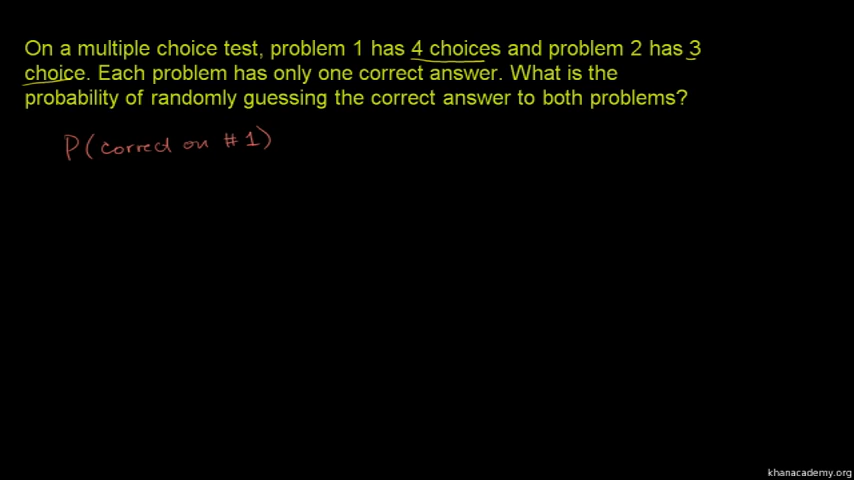 On a multiple choice test, problem 1 has 4 choices and problem 2 has 3
choice. Each problem has only one correct answer. What is the
probability of randomly guessing the correct answer to both problems?
P(correct on #1)
khanacademy.org